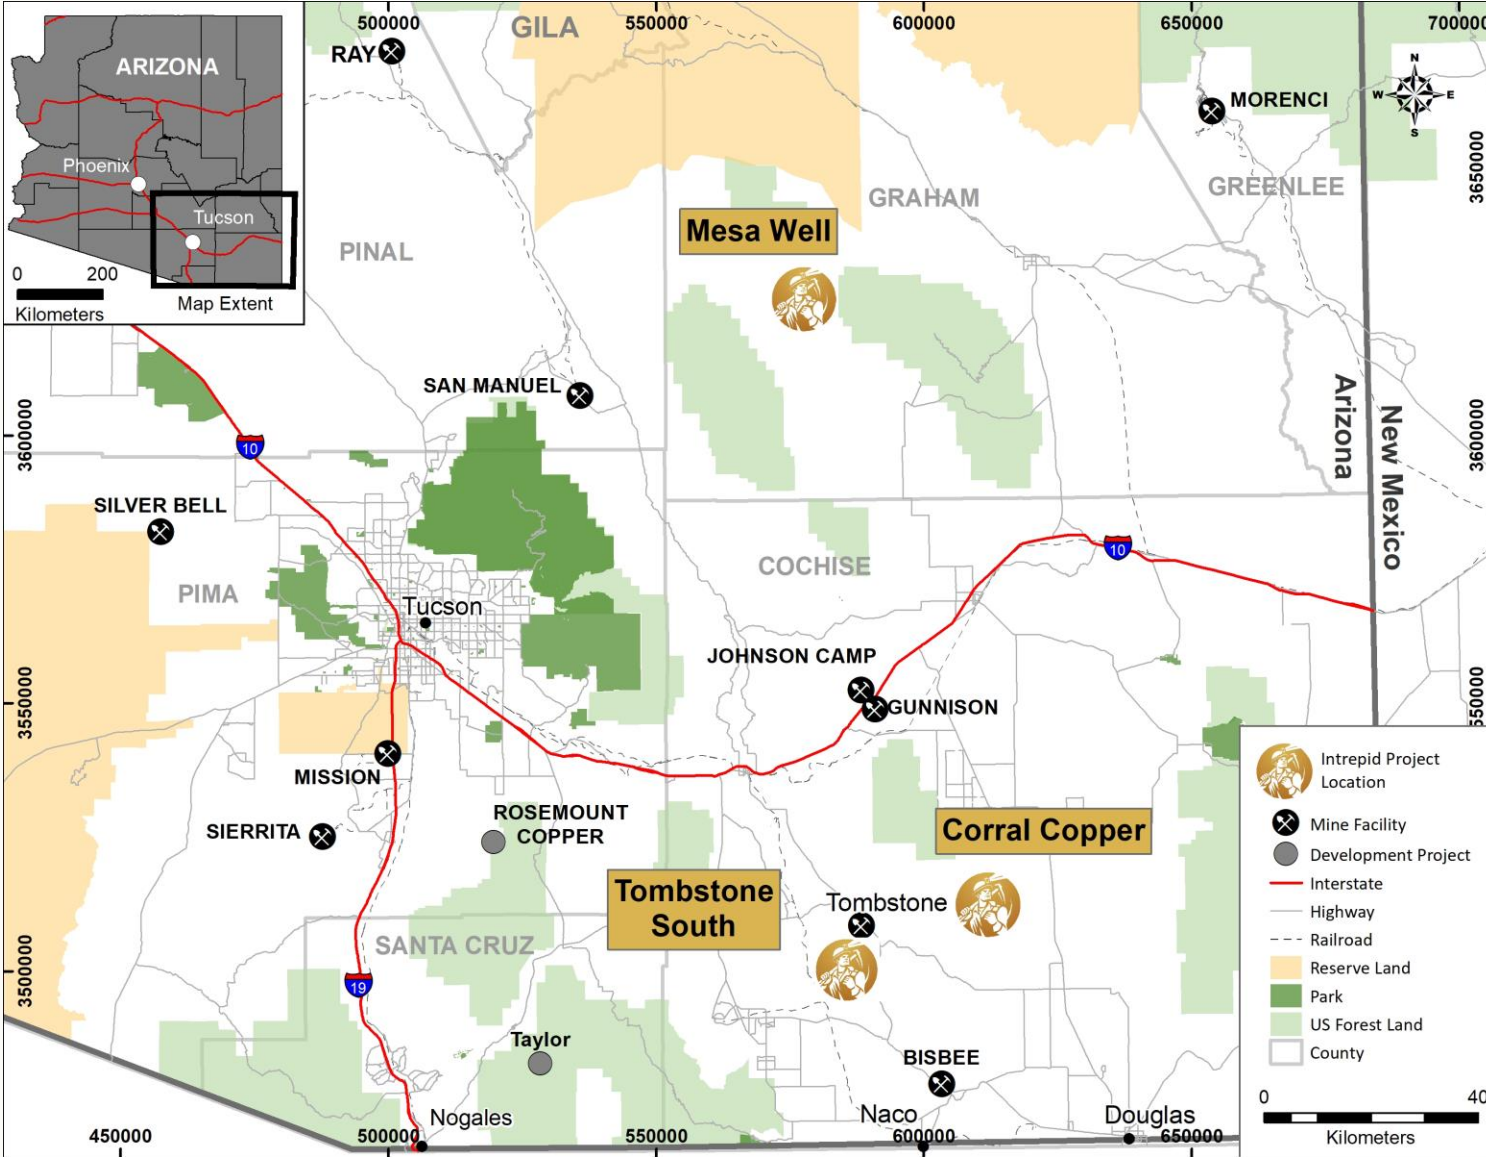 500000
550000
600000
650000
700000
GILA
RAY
ARIZONA
Phoenix
Tucson
0
200
Kilometers
Map Extent
N
W
E
S
MORENCI
GREENLEE
GRAHAM
3650000
3650000
Mesa Well
PINAL
SAN MANUEL
Arizona
New Mexico
3600000
3600000
10
SILVER BELL
PIMA
COCHISE
10
Tucson
JOHNSON CAMP
GUNNISON
3550000
550000
MISSION
SIERRITA
ROSEMOUNT
COPPER
Corral Copper
Tombstone
South
Tombstone
SANTA CRUZ
3500000
19
Taylor
BISBEE
Nogales
Naco
Douglas
450000
500000
550000
600000
650000
Intrepid Project
Location
Mine Facility
Development Project
Interstate
Highway
Railroad
Reserve Land
Park
US Forest Land
County
0
40
Kilometers